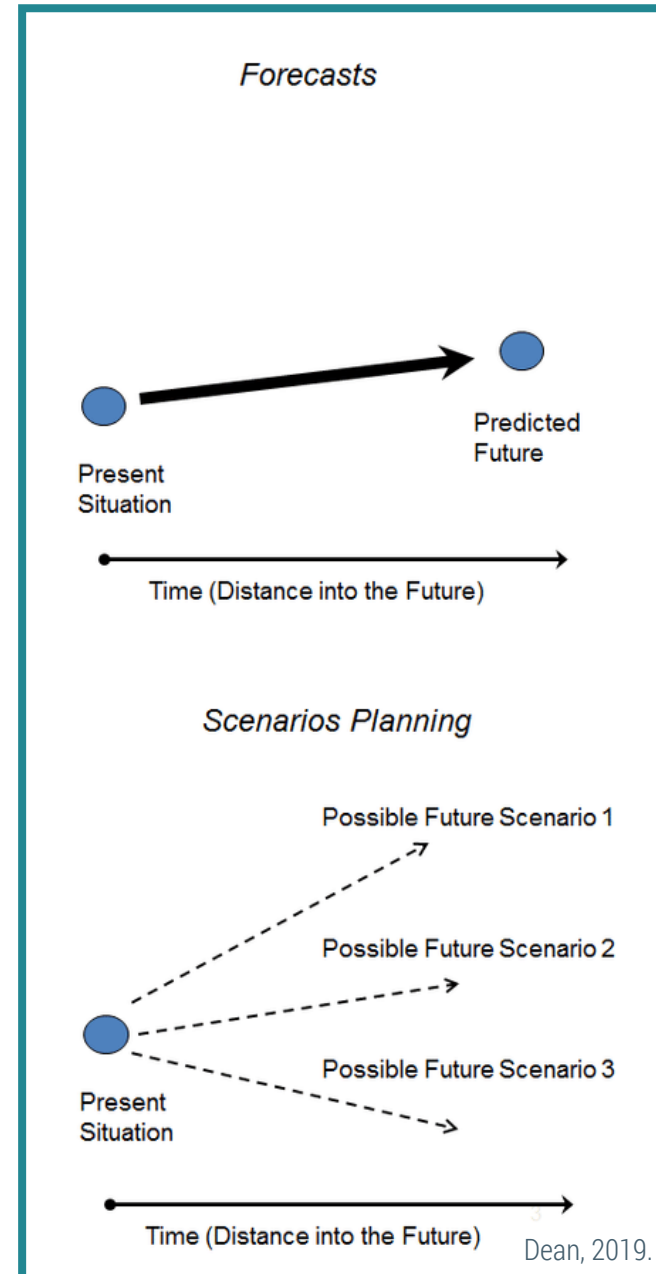 Forecasts
Predicted
Future
Present
Situation
Time (Distance into the Future)
Scenarios Planning
Possible Future Scenario 1
Possible Future Scenario 2
Possible Future Scenario 3
Present
Situation
3
Time (Distance into the Future)
Dean, 2019.